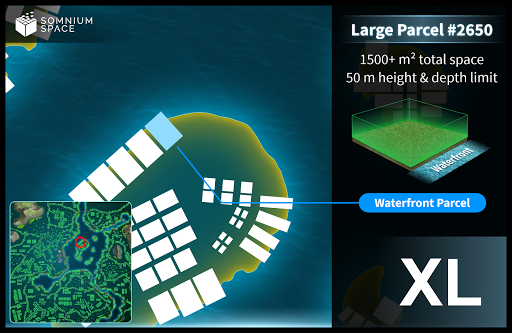 SOMNIUM
SPACE
Large Parcel #2650
1500+ m² total space
50 m height & depth limit
Waterfront
Waterfront Parcel
XL